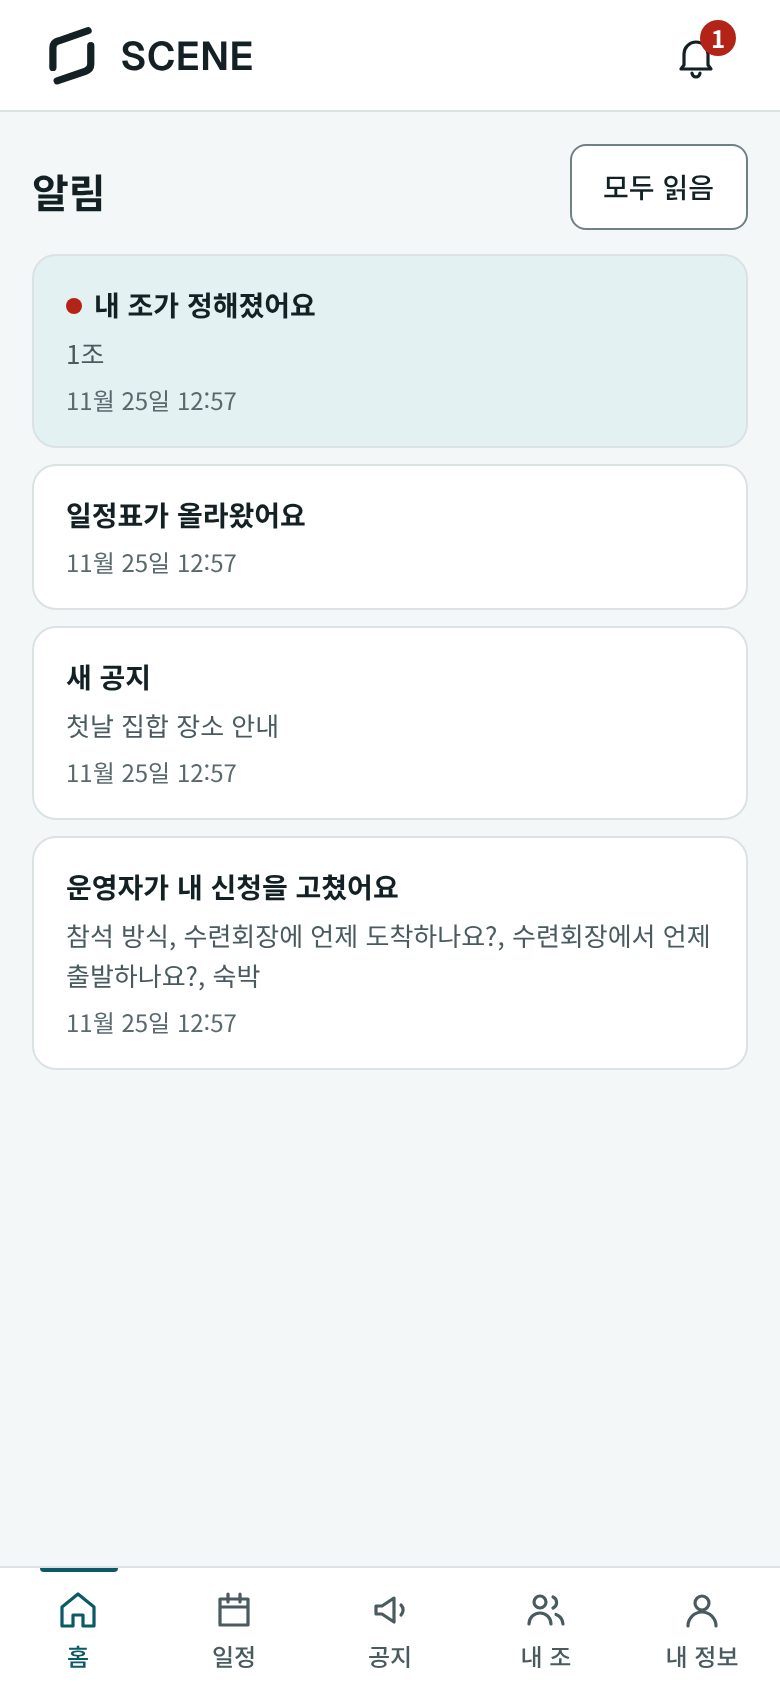 SCENE
1
알림
모두 읽음
내 조가 정해졌어요
1조
11월 25일 12:57
일정표가 올라왔어요
11월 25일 12:57
새 공지
첫날 집합 장소 안내
11월 25일 12:57
운영자가 내 신청을 고쳤어요
참석 방식, 수련회장에 언제 도착하나요?, 수련회장에서 언제
출발하나요?, 숙박
11월 25일 12:57
홈
일정
공지
내 조
내 정보